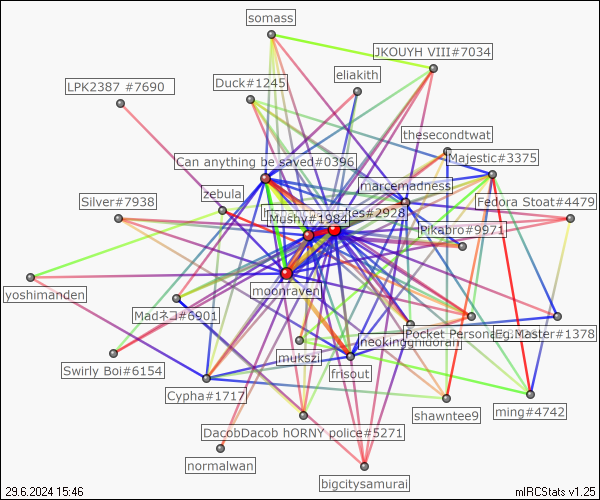 somass
JKOUYH VIII#7034
eliakith
LPK2387 #7690
Duck#1245
thesecondtwat
Majestic#3375
Can anything be saved#0396
marcemadness
zebula
Silver#7938
Fedora Stoat#4479
Mushy#1984
es#2928
Pikabro#9971
moonraven
yoshimanden
Madネコ#6901
neokingginorain
Pocket Persona
Eg.Master#1378
mukszi
Swirly Boi#6154
frisout
Cypha#1717
shawntee9
ming#4742
DacobDacob hORNY police#5271
normalwan
bigcitysamurai
29.6.2024 15:46
mIRCStats v1.25